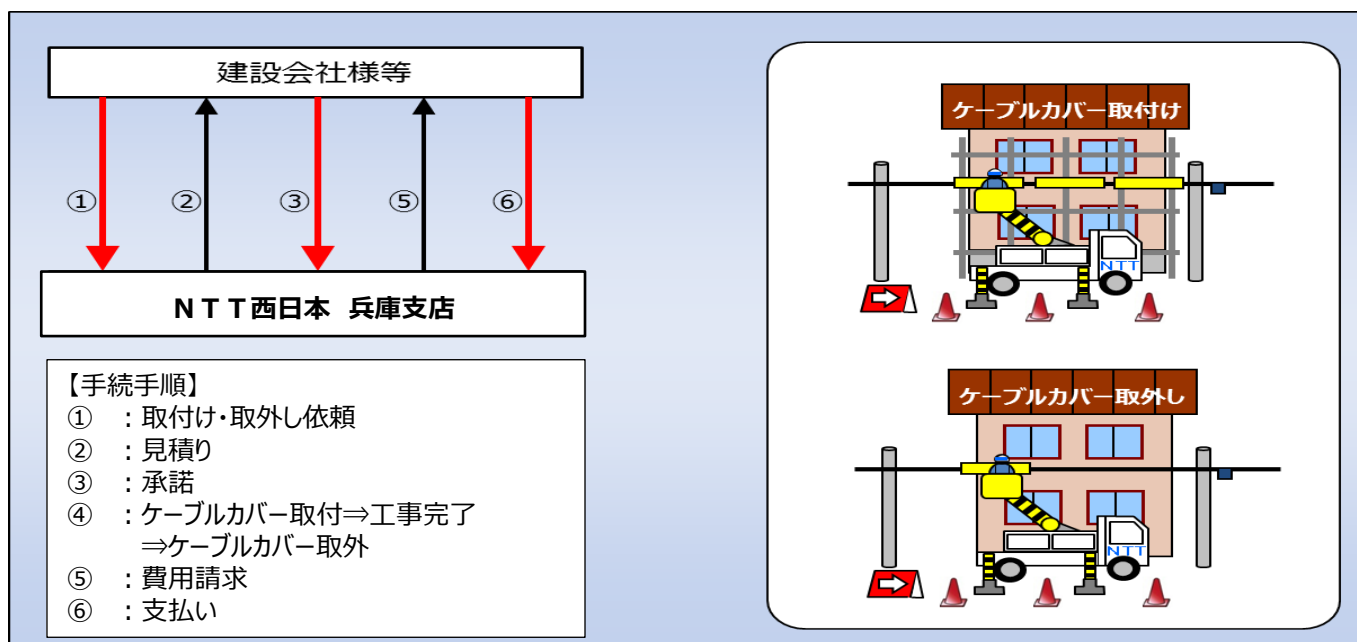 建設会社様等
① ② ③ ⑤ ⑥
NTT西日本 兵庫支店
【手続手順】
① ：取付け・取外し依頼
② ：見積り
③ ：承諾
④ ：ケーブルカバー取付⇒工事完了
⇒ケーブルカバー取外
⑤ ：費用請求
⑥ ：支払い
ケーブルカバー取付け
NTT
ケーブルカバー取外し
NTT